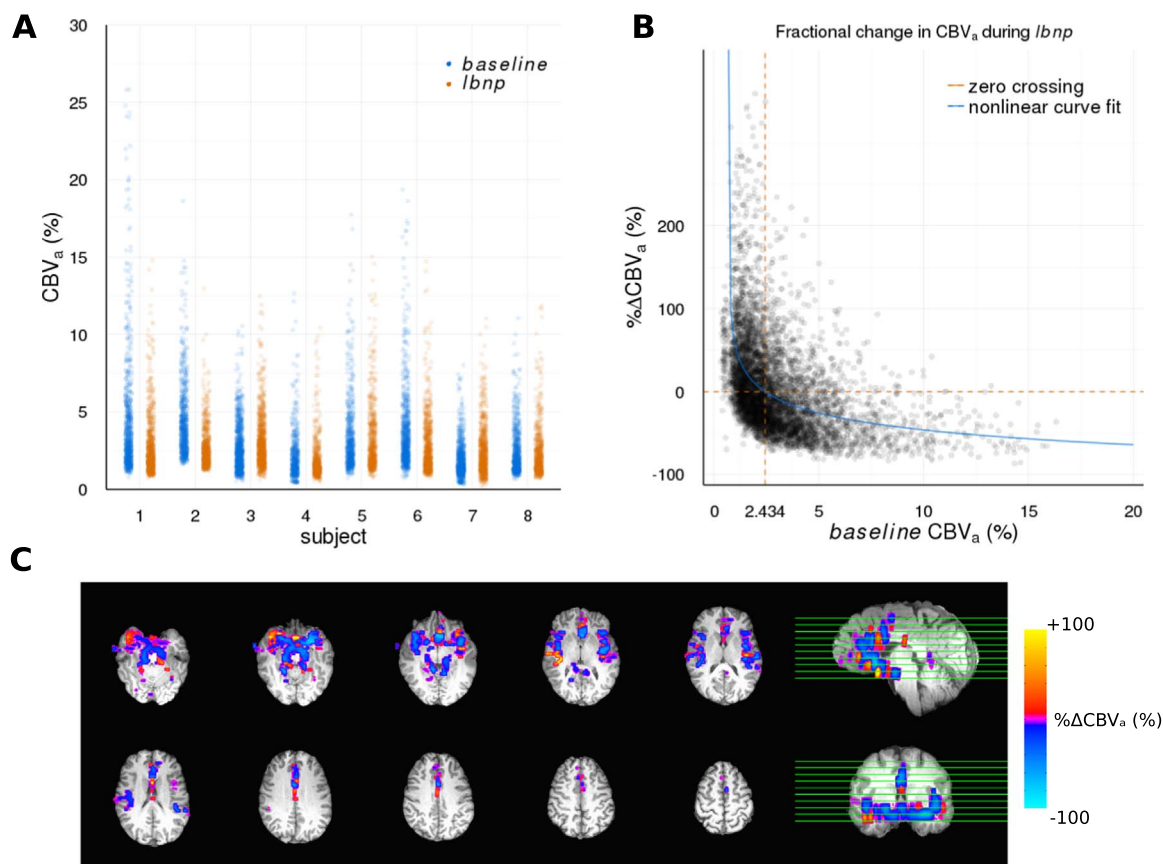 A
30
25
20
15
10
5
0
CBVₐ (%)
baseline
lbnp
1 2 3 4 5 6 7 8
subject
B
Fractional change in CBVₐ during lbnp
zero crossing
nonlinear curve fit
%ΔCBVₐ (%)
200
100
0
-100
0 2.434 5 10 15 20
baseline CBVₐ (%)
C
+100
%ΔCBVₐ (%)
-100